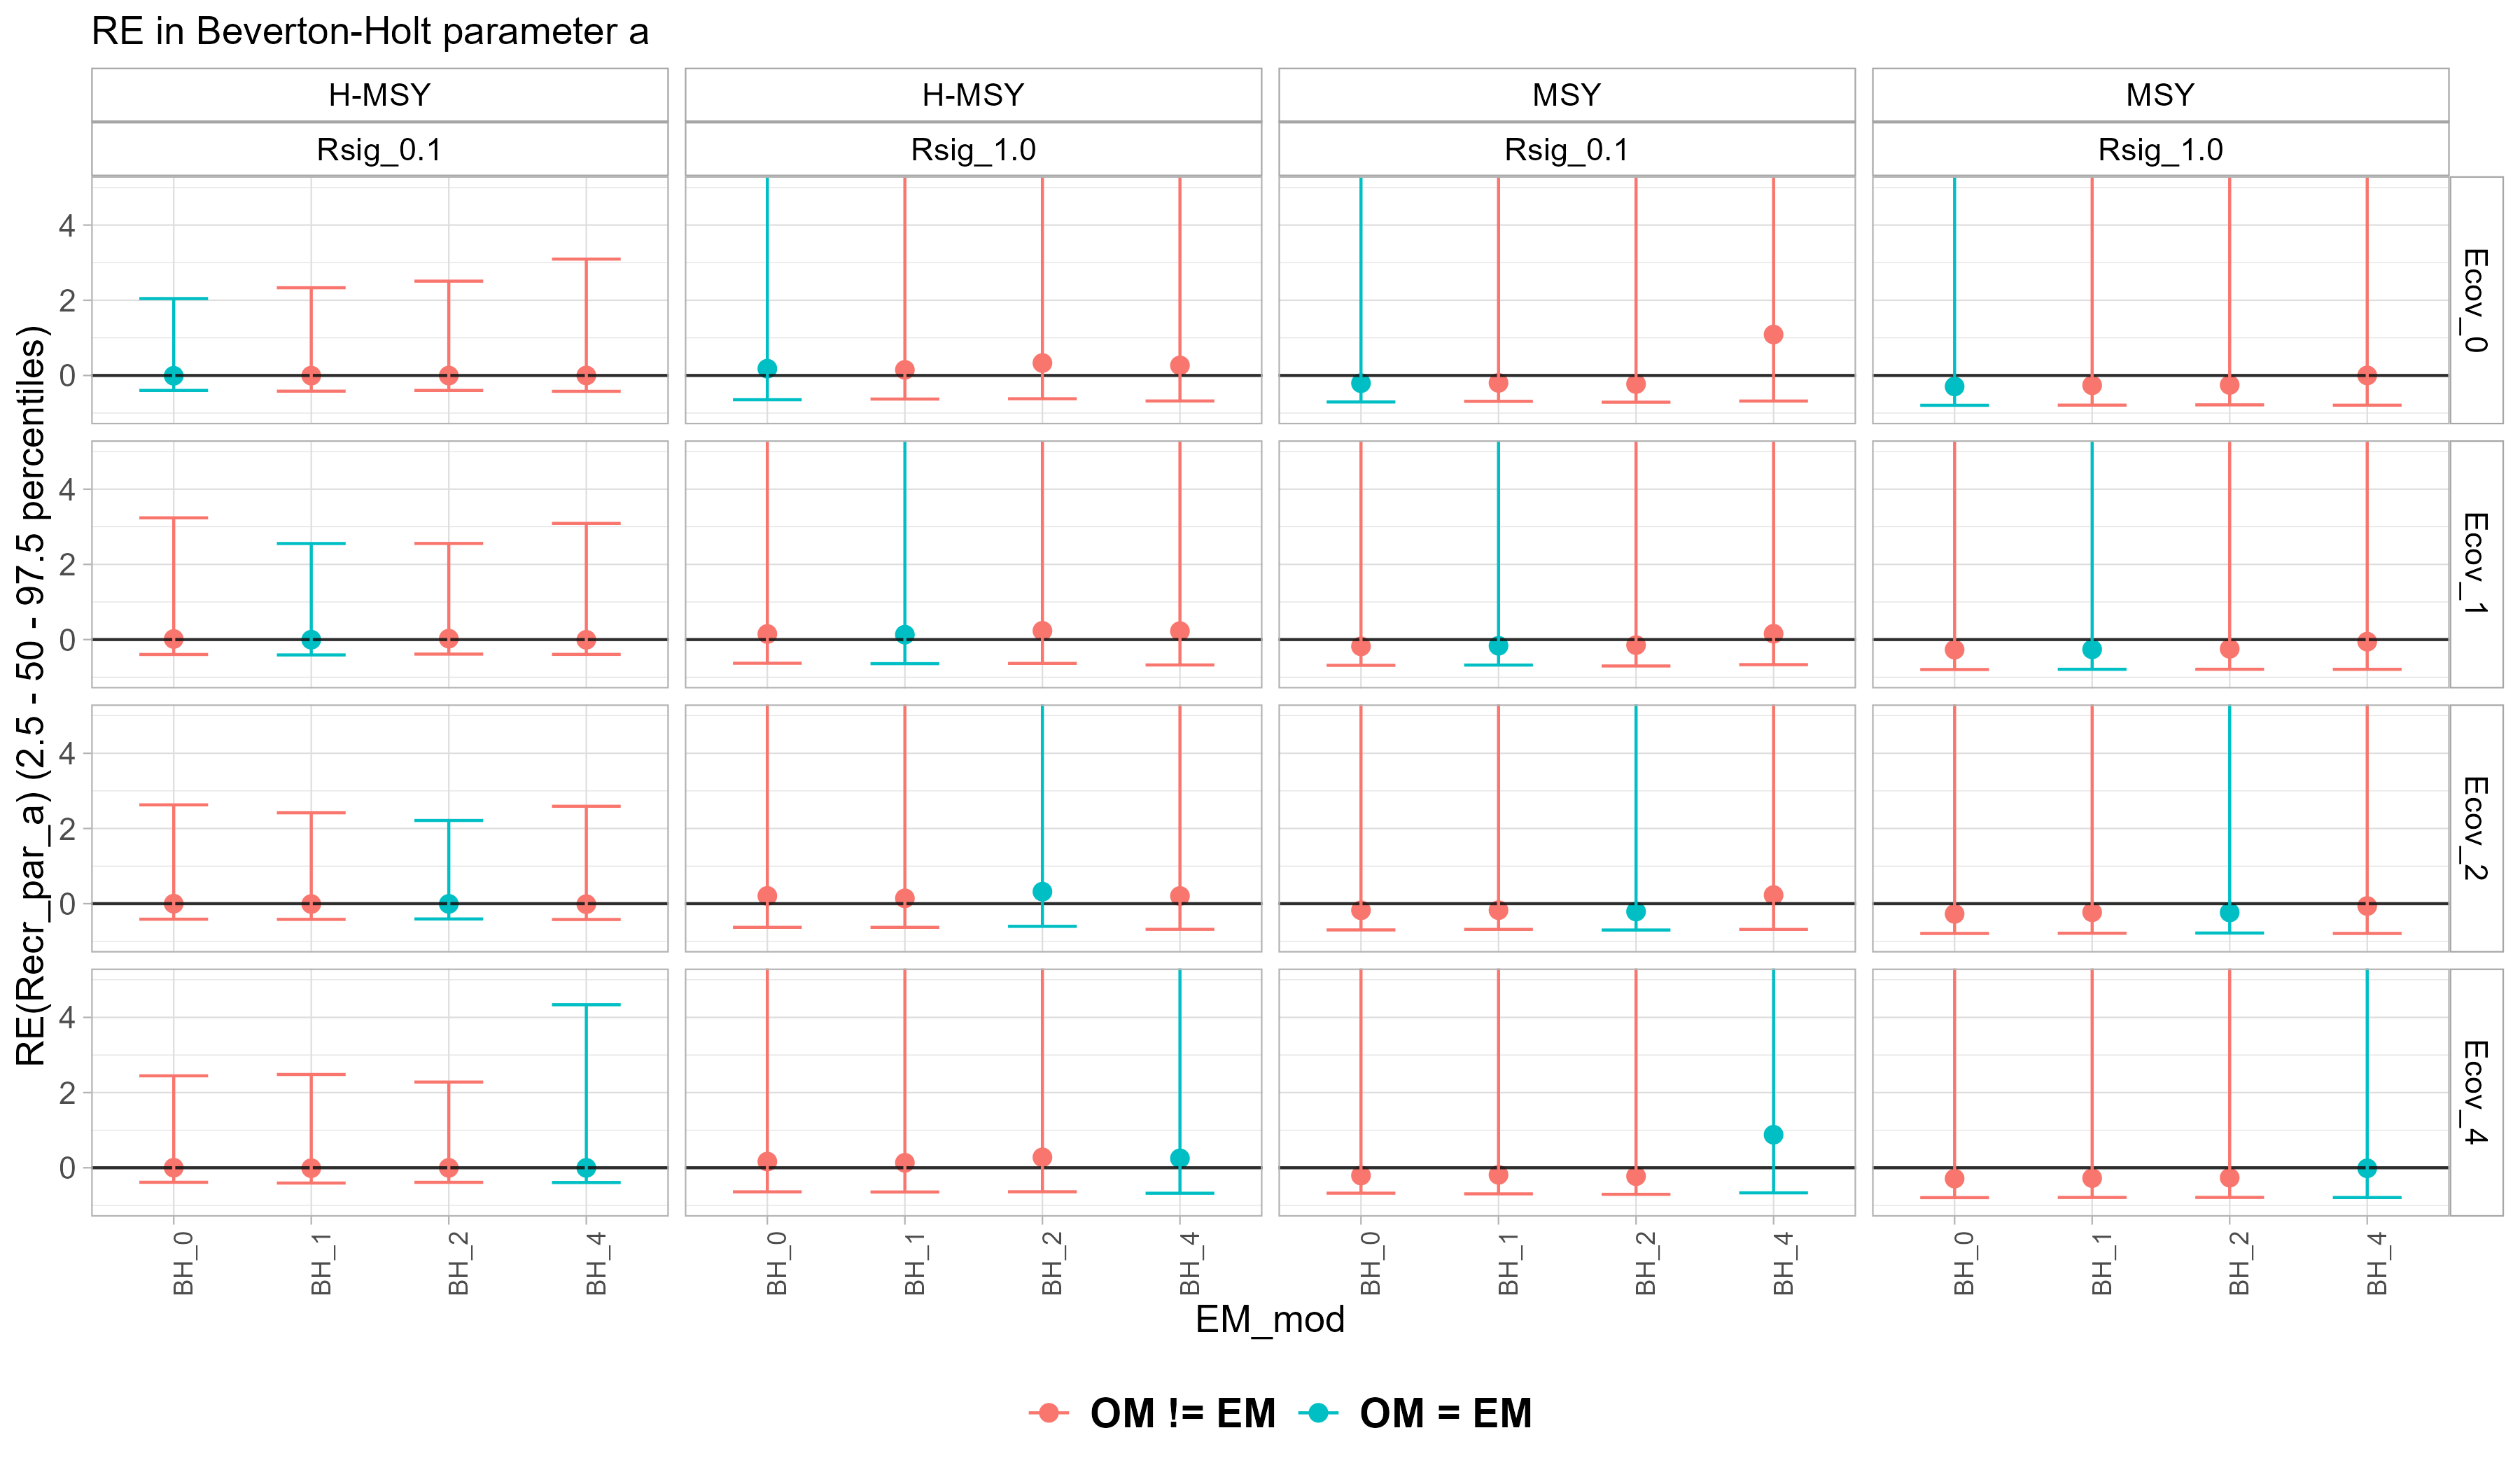 RE in Beverton-Holt parameter a
H-MSY
H-MSY
MSY
MSY
Rsig_0.1
Rsig_1.0
Rsig_0.1
Rsig_1.0
RE(Recr_par_a) (2.5 - 50 - 97.5 percentiles)
4
2
0
Ecov_0
4
2
0
Ecov_1
4
2
0
Ecov_2
4
2
0
Ecov_4
BH_0
BH_1
BH_2
BH_4
BH_0
BH_1
BH_2
BH_4
BH_0
BH_1
BH_2
BH_4
BH_0
BH_1
BH_2
BH_4
EM_mod
OM != EM
OM = EM